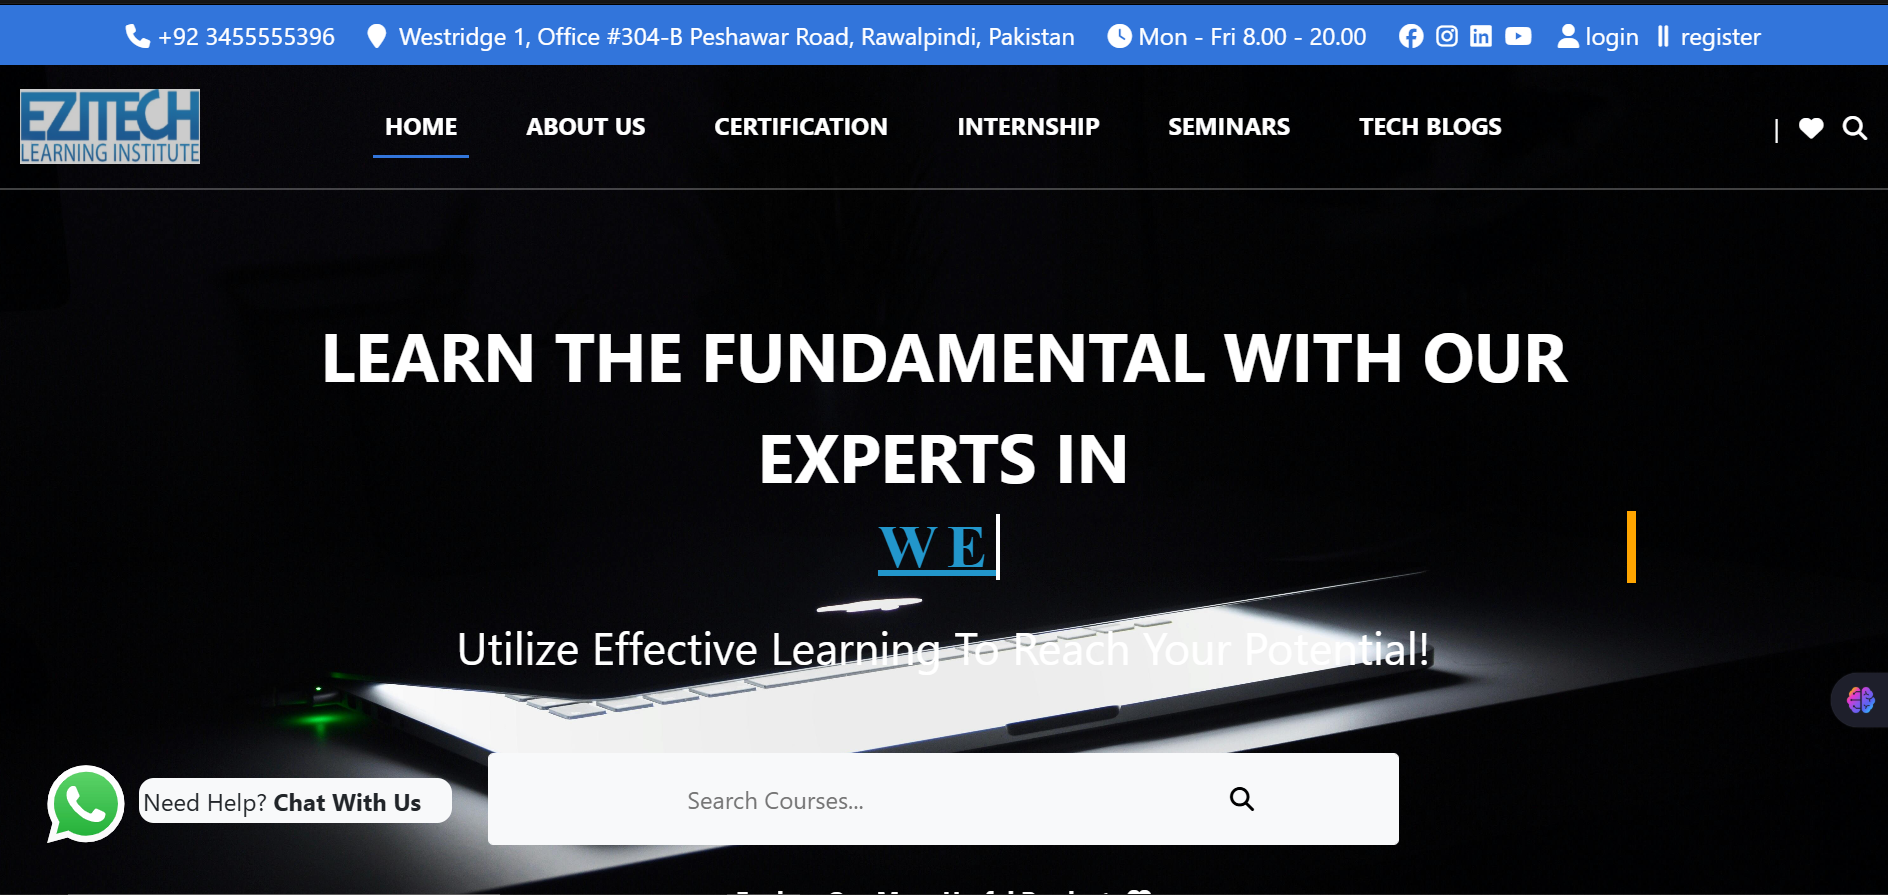 +92 3455555396 Westridge 1, Office #304-B Peshawar Road, Rawalpindi, Pakistan Mon - Fri 8.00 - 20.00 login || register
EZITECH
LEARNING INSTITUTE
HOME ABOUT US CERTIFICATION INTERNSHIP SEMINARS TECH BLOGS |
LEARN THE FUNDAMENTAL WITH OUR
EXPERTS IN
WE
Utilize Effective Learning To Reach Your Potential!
Need Help? Chat With Us
Search Courses...